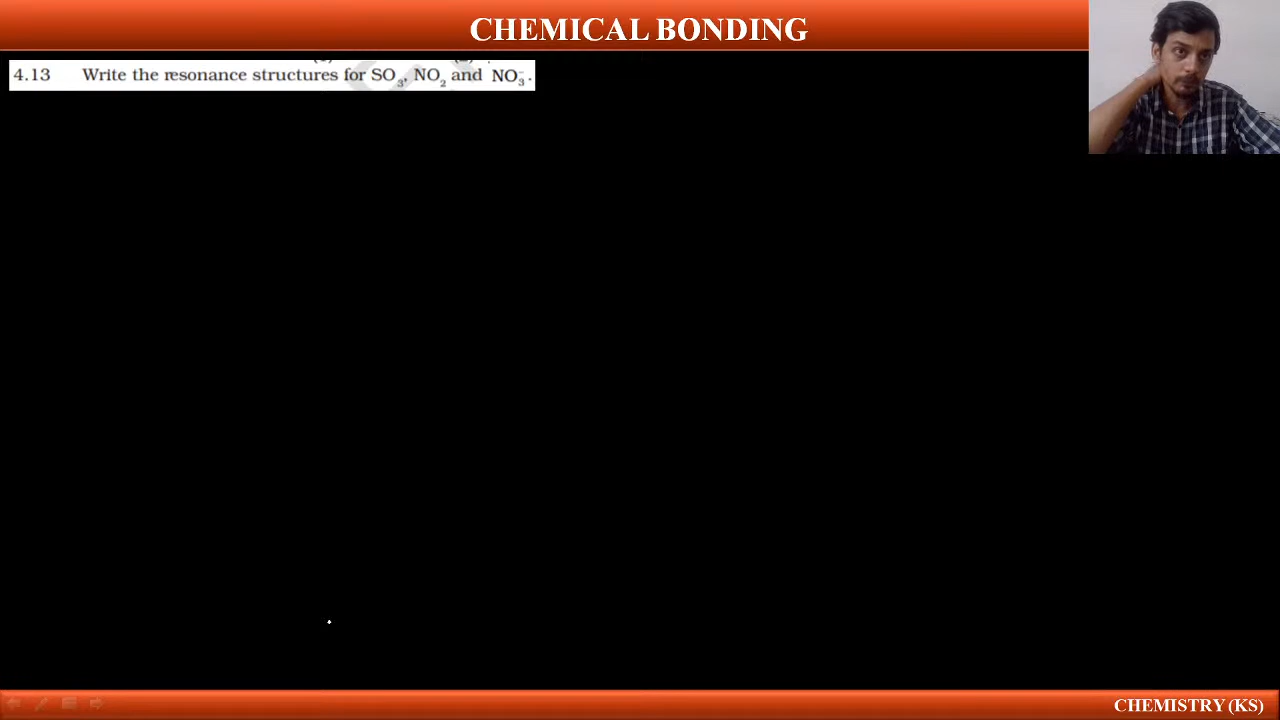 CHEMICAL BONDING
4.13 Write the resonance structures for SO₃, NO₂ and NO₃⁻.
CHEMISTRY (KS)